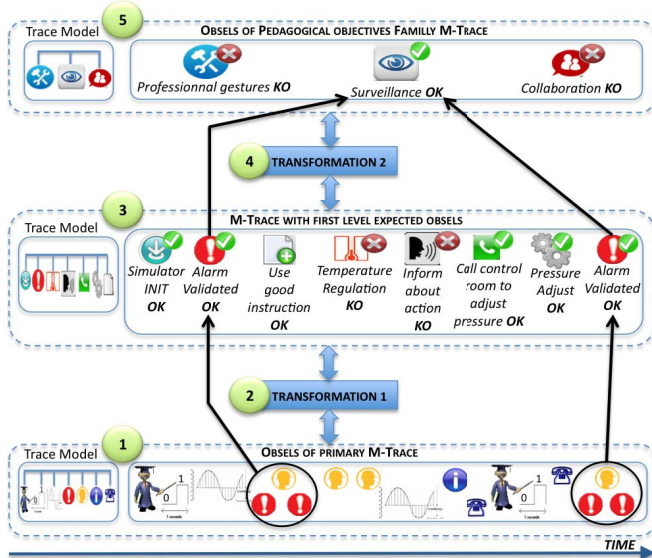 5
Trace Model
OBSELS OF PEDAGOGICAL OBJECTIVES FAMILLY M-TRACE
Professionnal gestures KO
Surveillance OK
Collaboration KO
4
TRANSFORMATION 2
3
Trace Model
M-TRACE WITH FIRST LEVEL EXPECTED OBSELS
Simulator
INIT
OK
Alarm
Validated
OK
Use
good
instruction
OK
Temperature
Regulation
KO
Inform
about
action
KO
Call control
room to
adjust
pressure OK
Pressure
Adjust
OK
Alarm
Validated
OK
2
TRANSFORMATION 1
1
Trace Model
OBSELS OF PRIMARY M-TRACE
0
1
1 seconds
0
1
1 seconds
TIME